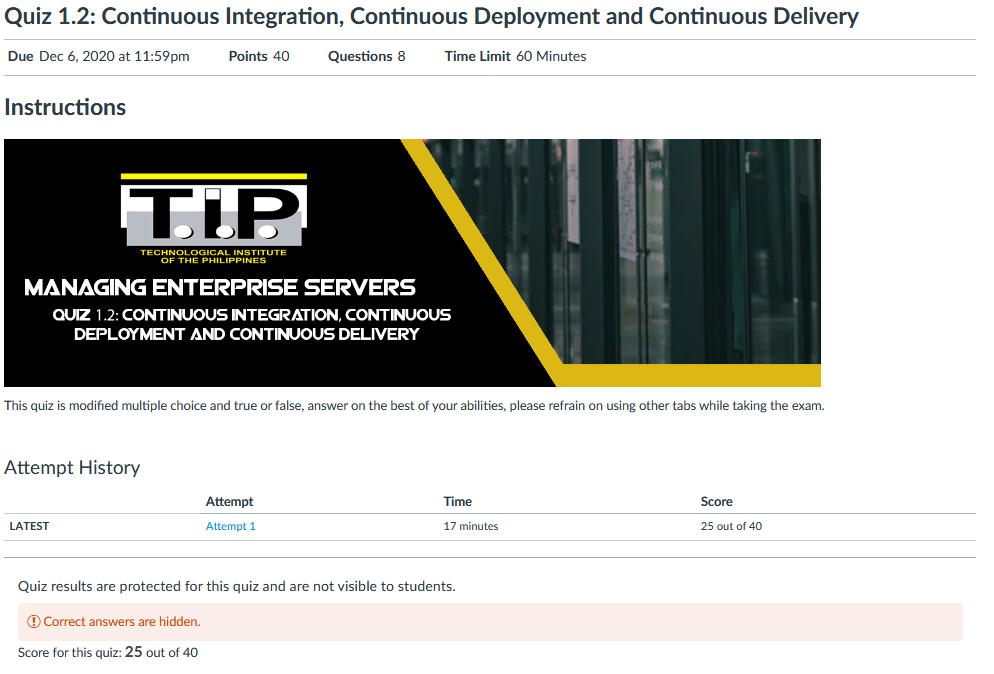 Quiz 1.2: Continuous Integration, Continuous Deployment and Continuous Delivery
Due Dec 6, 2020 at 11:59pm Points 40 Questions 8 Time Limit 60 Minutes
Instructions
T.I.P
TECHNOLOGICAL INSTITUTE
OF THE PHILIPPINES
MANAGING ENTERPRISE SERVERS
QUIZ 1.2: CONTINUOUS INTEGRATION, CONTINUOUS
DEPLOYMENT AND CONTINUOUS DELIVERY
This quiz is modified multiple choice and true or false, answer on the best of your abilities, please refrain on using other tabs while taking the exam.
Attempt History
Attempt Time Score
LATEST Attempt 1 17 minutes 25 out of 40
Quiz results are protected for this quiz and are not visible to students.
Correct answers are hidden.
Score for this quiz: 25 out of 40